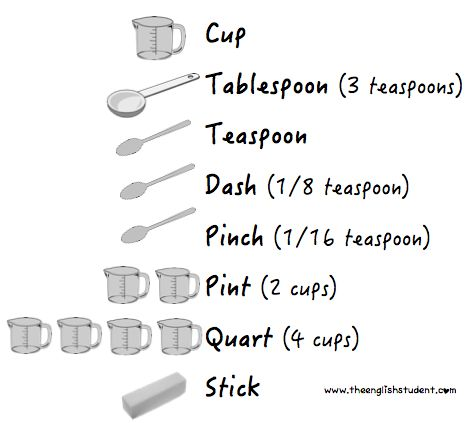 Cup
Tablespoon (3 teaspoons)
Teaspoon
Dash (1/8 teaspoon)
Pinch (1/16 teaspoon)
Pint (2 cups)
Quart (4 cups)
Stick
www.theenglishstudent.com